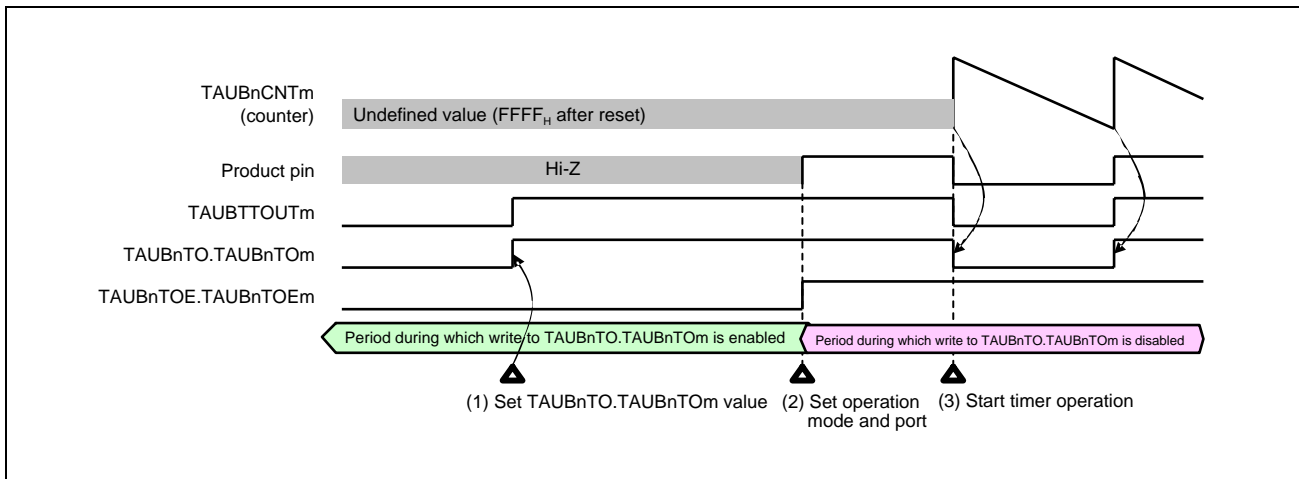 TAUBnCNTm
(counter)
Undefined value (FFFFH after reset)
Product pin
Hi-Z
TAUBTTOUTm
TAUBnTO.TAUBnTOm
TAUBnTOE.TAUBnTOEm
Period during which write to TAUBnTO.TAUBnTOm is enabled
Period during which write to TAUBnTO.TAUBnTOm is disabled
(1) Set TAUBnTO.TAUBnTOm value
(2) Set operation
mode and port
(3) Start timer operation